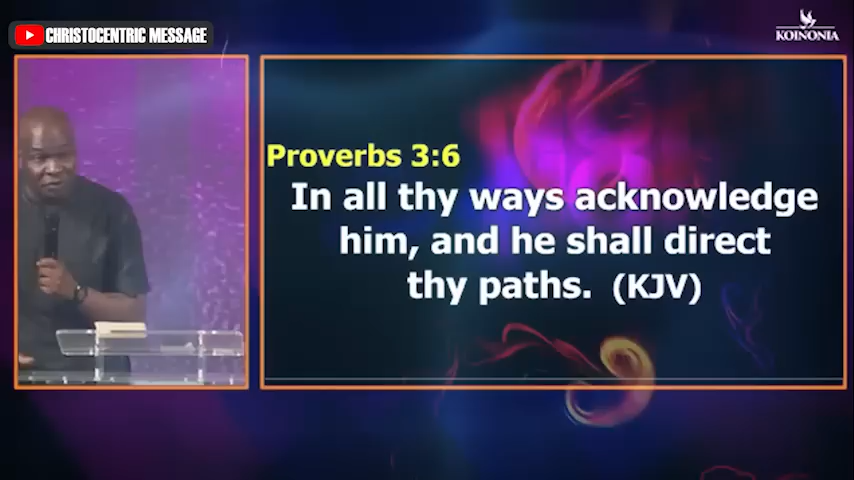 CHRISTOCENTRIC MESSAGE
KOINONIA
Proverbs 3:6
In all thy ways acknowledge
him, and he shall direct
thy paths. (KJV)